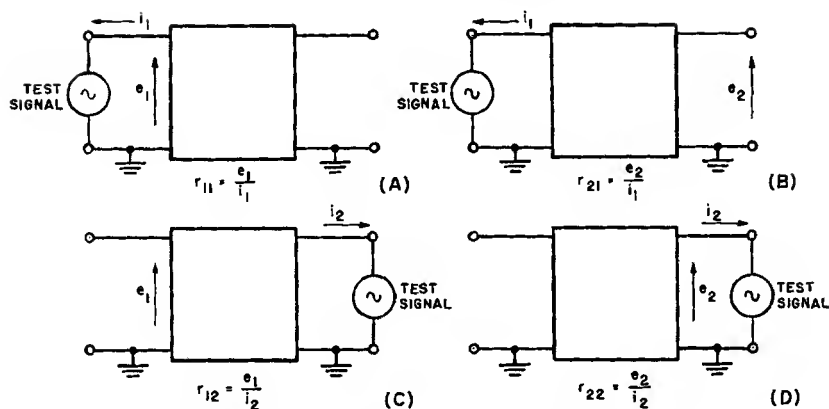 i1
TEST SIGNAL
e1
r11 = e1/i1
(A)
i1
TEST SIGNAL
e2
r21 = e2/i1
(B)
i2
e1
TEST SIGNAL
r12 = e1/i2
(C)
i2
e2
TEST SIGNAL
r22 = e2/i2
(D)